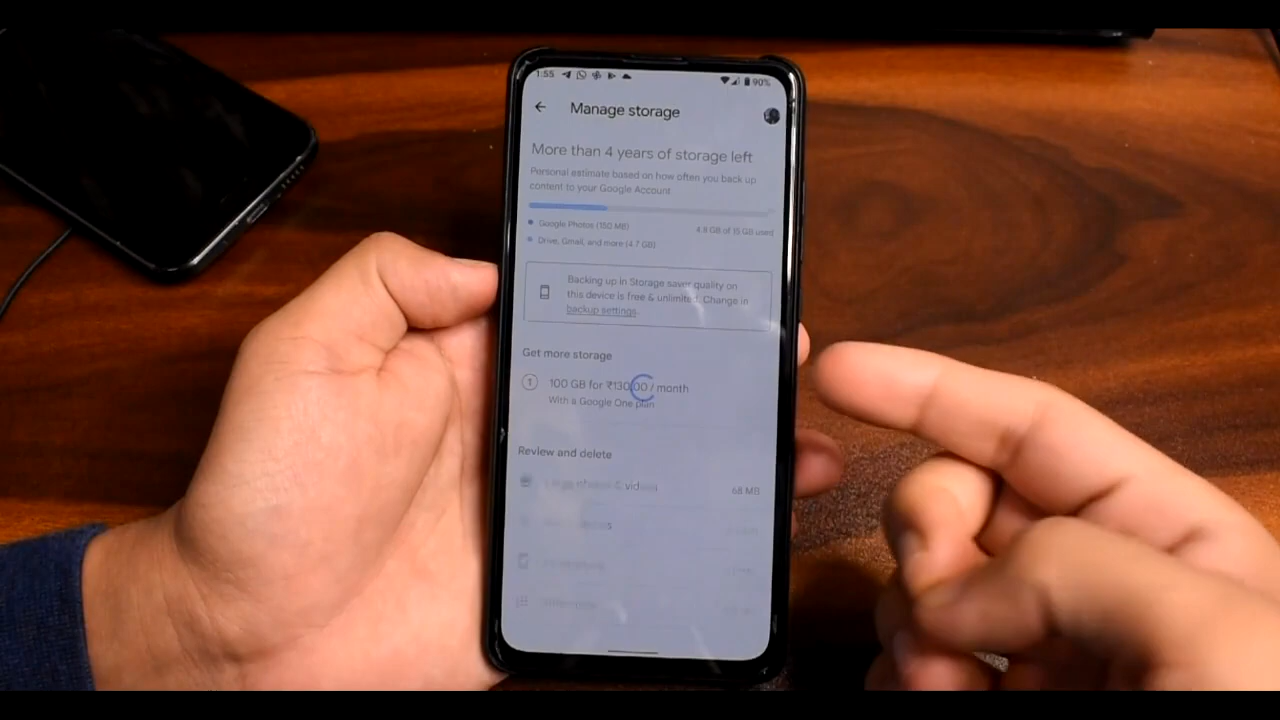 1:55
90%
Manage storage
More than 4 years of storage left
Personal estimate based on how often you back up
content to your Google Account
Google Photos (150 MB)
4.8 GB of 15 GB used
Drive, Gmail, and more (4.7 GB)
Backing up in Storage saver quality on
this device is free & unlimited. Change in
backup settings.
Get more storage
1
100 GB for ₹130.00 / month
With a Google One plan
Review and delete
videos
68 MB